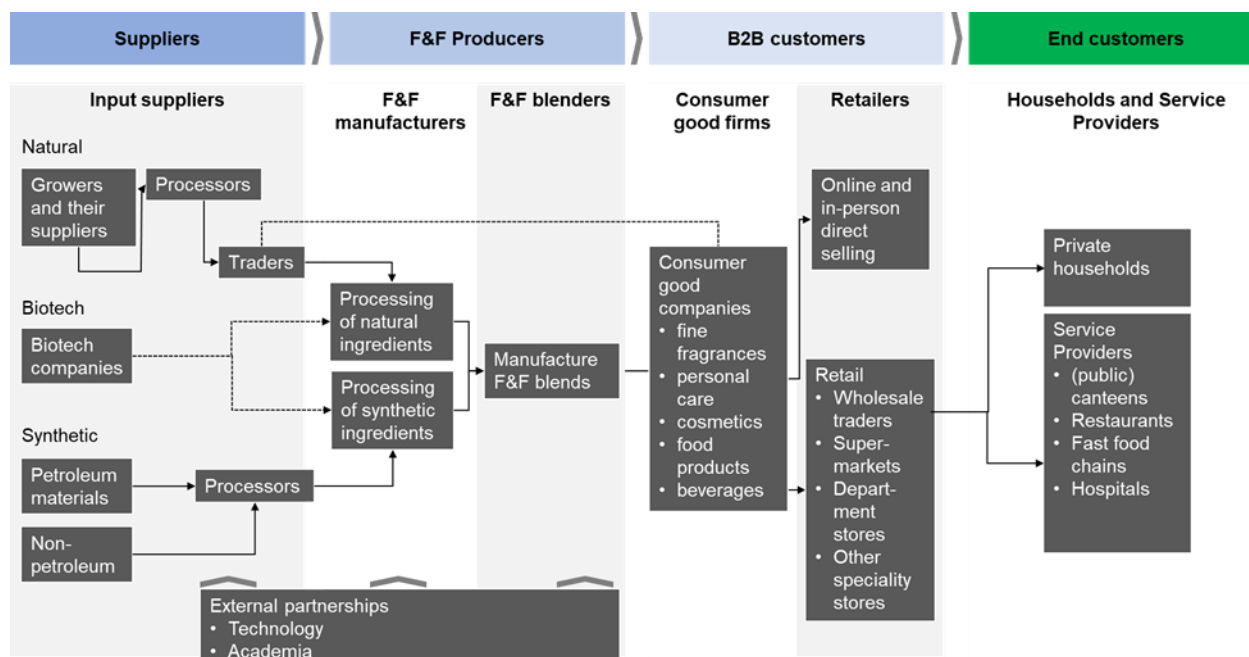 Suppliers
F&F Producers
B2B customers
End customers
Input suppliers
F&F
manufacturers
F&F blenders
Consumer
good firms
Retailers
Households and Service
Providers
Natural
Growers
and their
suppliers
Processors
Traders
Biotech
Biotech
companies
Synthetic
Petroleum
materials
Non-
petroleum
Processors
Processing
of natural
ingredients
Processing
of synthetic
ingredients
Manufacture
F&F blends
Consumer
good
companies
• fine
fragrances
• personal
care
• cosmetics
• food
products
• beverages
Online and
in-person
direct
selling
Retail
• Wholesale
traders
• Super-
markets
• Depart-
ment
stores
• Other
speciality
stores
Private
households
Service
Providers
• (public)
canteens
• Restaurants
• Fast food
chains
• Hospitals
External partnerships
• Technology
• Academia